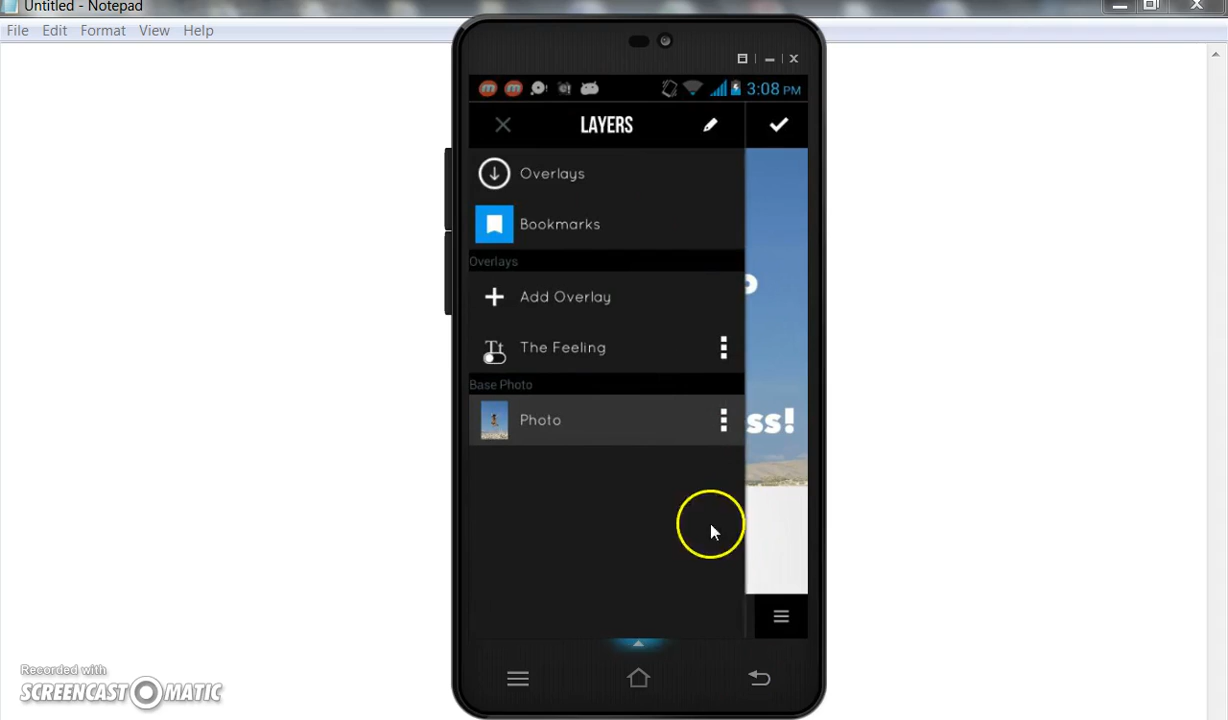 Untitled - Notepad
File Edit Format View Help
3:08 PM
LAYERS
Overlays
Bookmarks
Overlays
Add Overlay
Tt The Feeling
Base Photo
Photo
ss!
Recorded with
SCREENCAST-O-MATIC